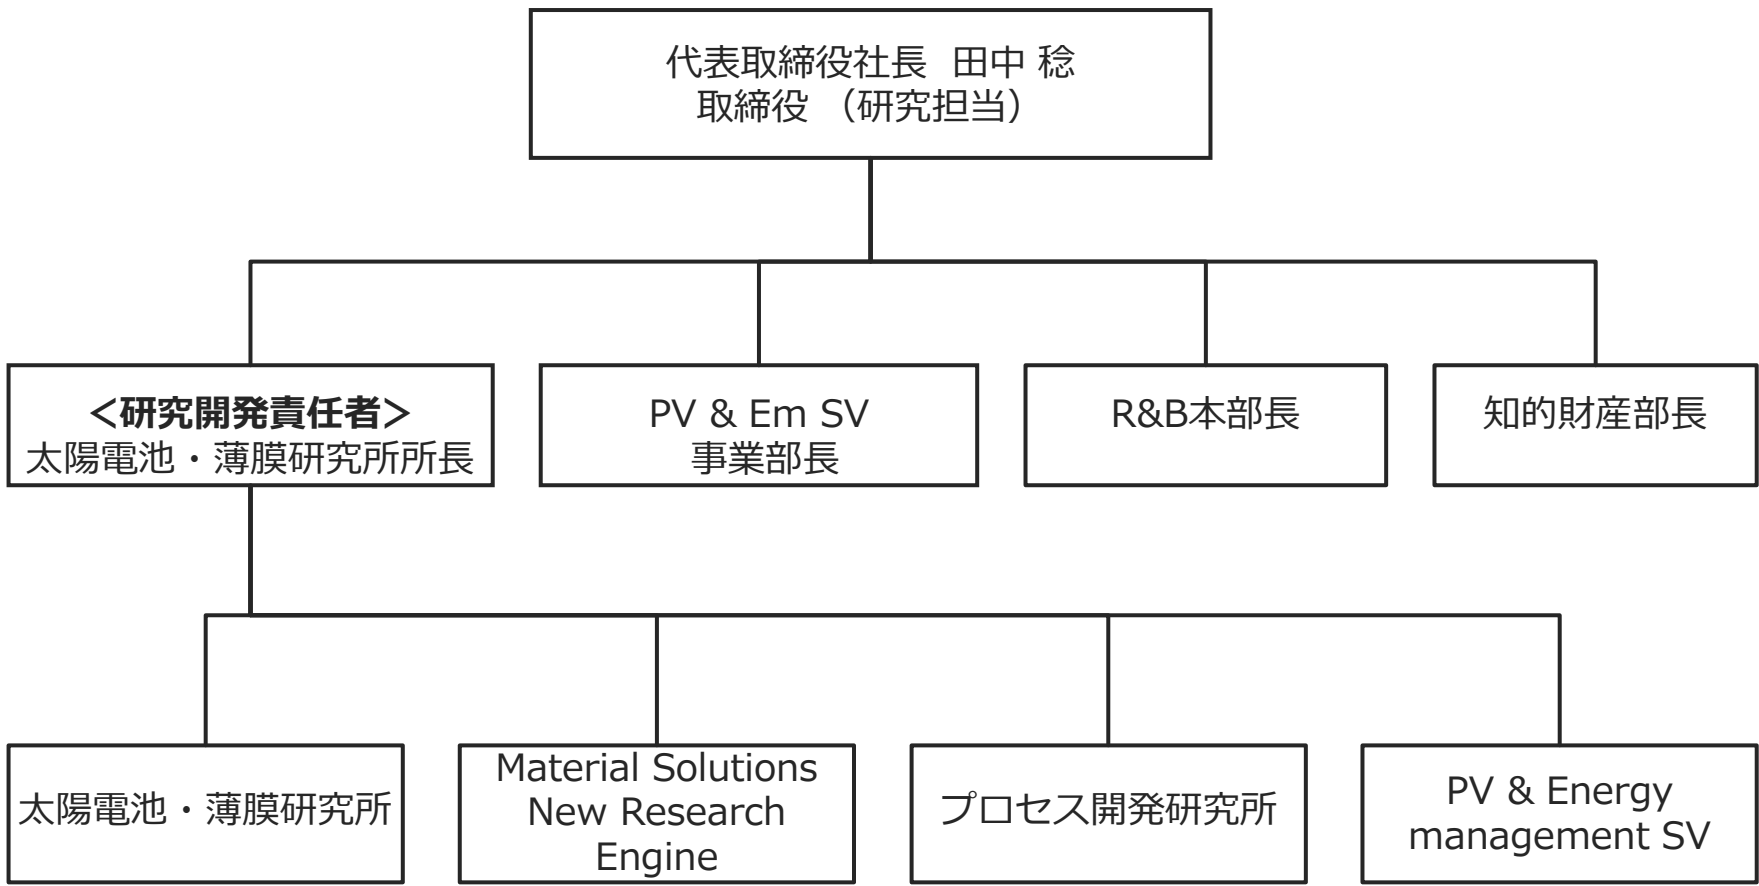 代表取締役社長 田中 稔
取締役 （研究担当）
＜研究開発責任者＞
太陽電池・薄膜研究所所長
PV & Em SV
事業部長
R&B本部長
知的財産部長
太陽電池・薄膜研究所
Material Solutions
New Research
Engine
プロセス開発研究所
PV & Energy
management SV